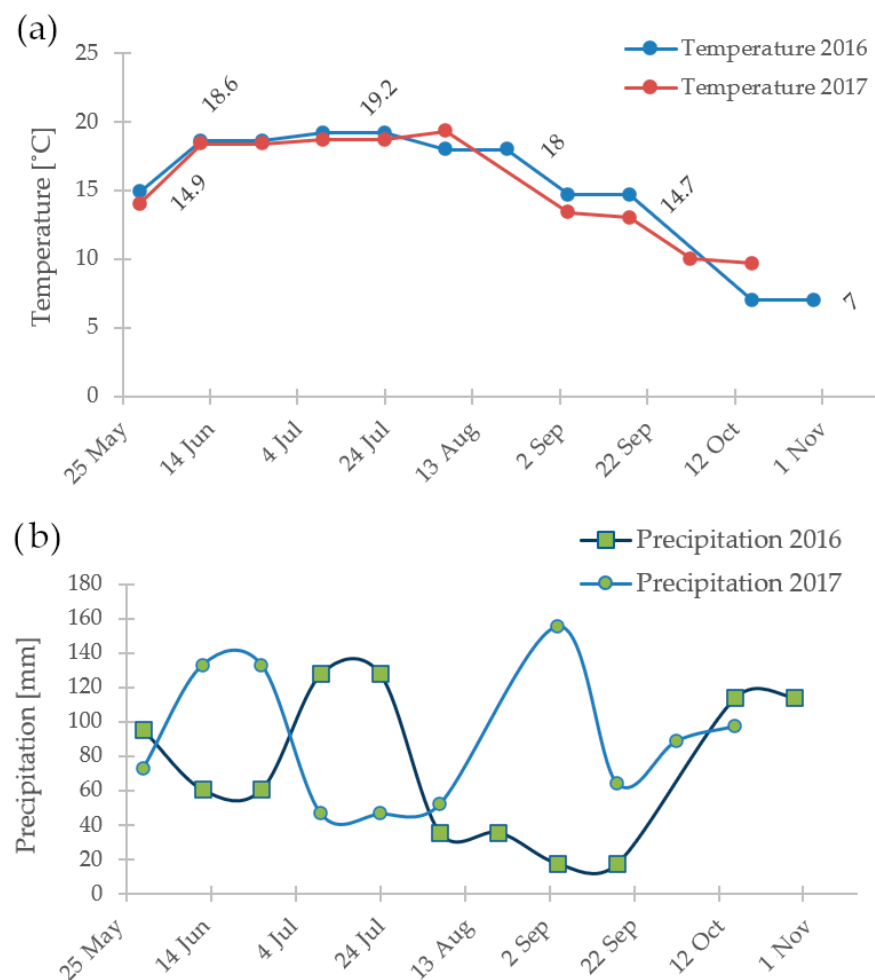 (a)
Temperature 2016
Temperature 2017
Temperature [°C]
25
20
15
10
5
0
14.9
18.6
19.2
18
14.7
7
25 May
14 Jun
4 Jul
24 Jul
13 Aug
2 Sep
22 Sep
12 Oct
1 Nov
(b)
Precipitation 2016
Precipitation 2017
Precipitation [mm]
180
160
140
120
100
80
60
40
20
0
25 May
14 Jun
4 Jul
24 Jul
13 Aug
2 Sep
22 Sep
12 Oct
1 Nov